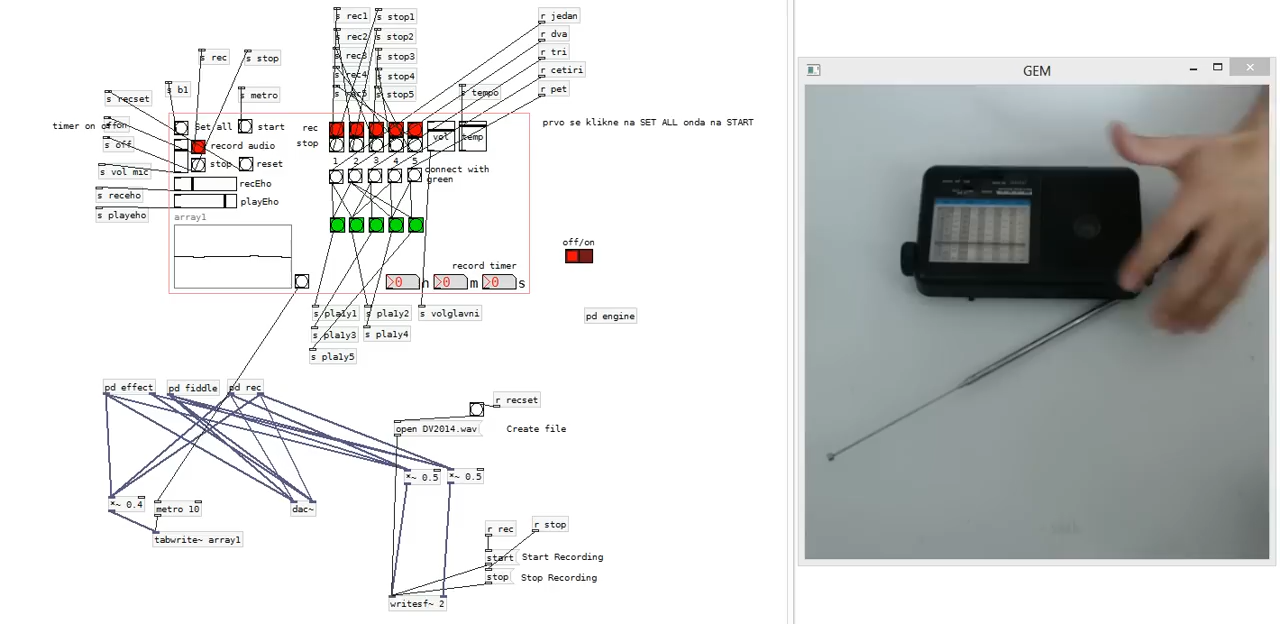 s rec1
s stop1
s rec2
s stop2
s rec3
s stop3
s rec4
s stop4
s rec5
s stop5
r jedan
r dva
r tri
r cetiri
r pet
s rec
s stop
s b1
s metro
s tempo
s recset
timer on off
s off
s vol mic
s receho
s playeho
Set all
start
record audio
stop
reset
recEho
playEho
array1
rec
stop
vol
temp
1 2 3 4 5
connect with
green
prvo se klikne na SET ALL onda na START
off/on
record timer
>0 h >0 m >0 s
s pla1y1
s pla1y2
s volglavni
s pla1y3
s pla1y4
s pla1y5
pd engine
pd effect
pd fiddle
pd rec
r recset
open DV2014.wav
Create file
*~ 0.5
*~ 0.5
*~ 0.4
metro 10
dac~
tabwrite~ array1
r rec
r stop
start
Start Recording
stop
Stop Recording
writesf~ 2
GEM